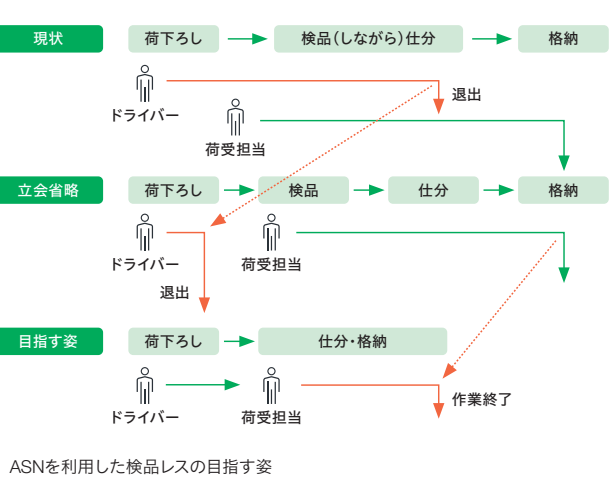 現状 荷下ろし 検品(しながら)仕分 格納
ドライバー 退出
荷受担当
立会省略 荷下ろし 検品 仕分 格納
ドライバー 荷受担当
退出
目指す姿 荷下ろし 仕分・格納
ドライバー 荷受担当 作業終了
ASNを利用した検品レスの目指す姿